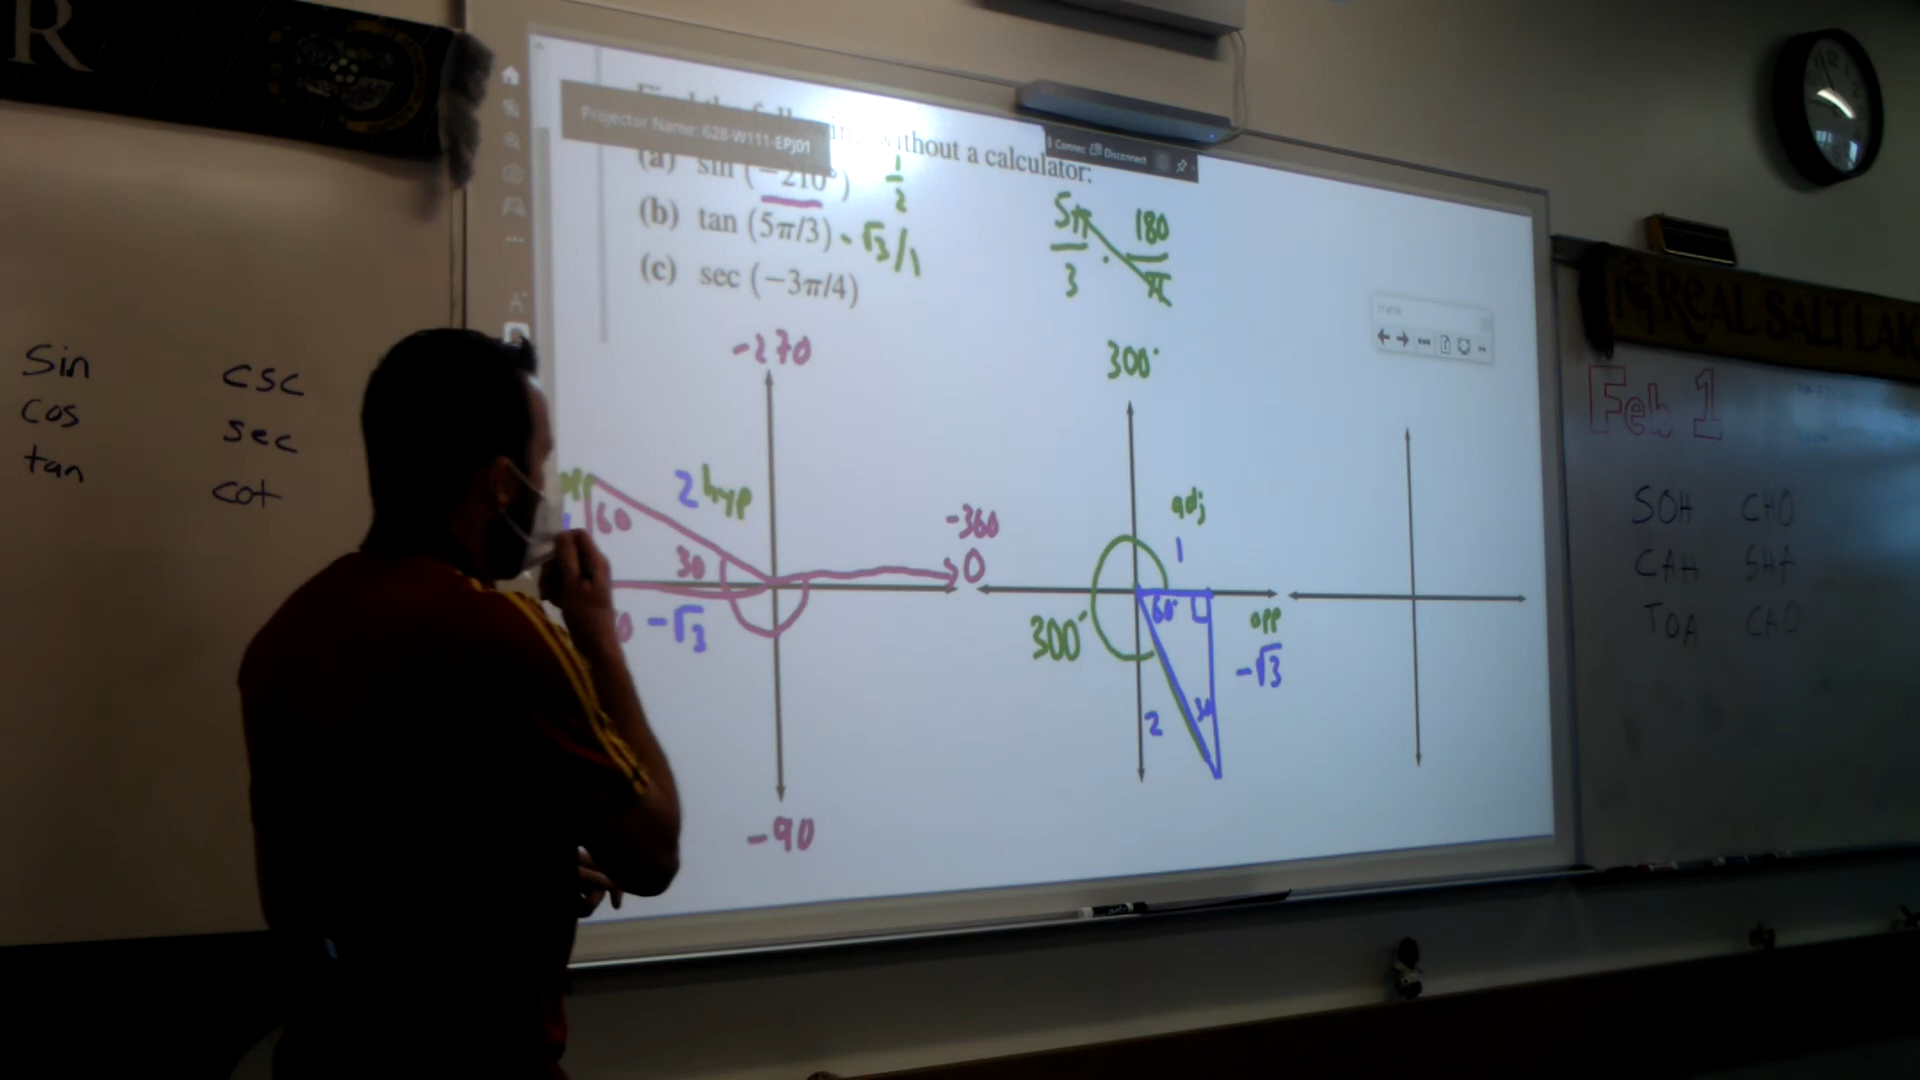 R
Projector Name: 628-W111-EPJ01
Find the following without a calculator:
Disconnect
(a) sin (−210°) 1/2
(b) tan (5π/3) - √3/1
(c) sec (−3π/4)
5π/3 · 180/π
Sin csc
cos sec
tan cot
-270
2 hyp
60
30
-√3
-360
0
-90
300°
adj
1
60°
opp
-√3
300°
2
30
REAL SALT LAK
Feb 1
SOH CHO
CAH SHA
TOA CAO